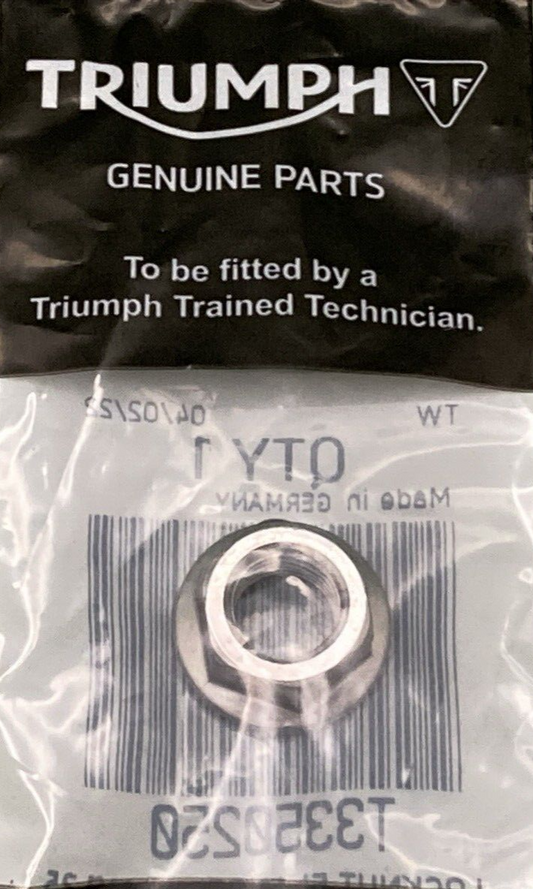 TRIUMPH
GENUINE PARTS
To be fitted by a
Triumph Trained Technician.
TW 04/02/22
QTY 1
Made in GERMANY
T3350250